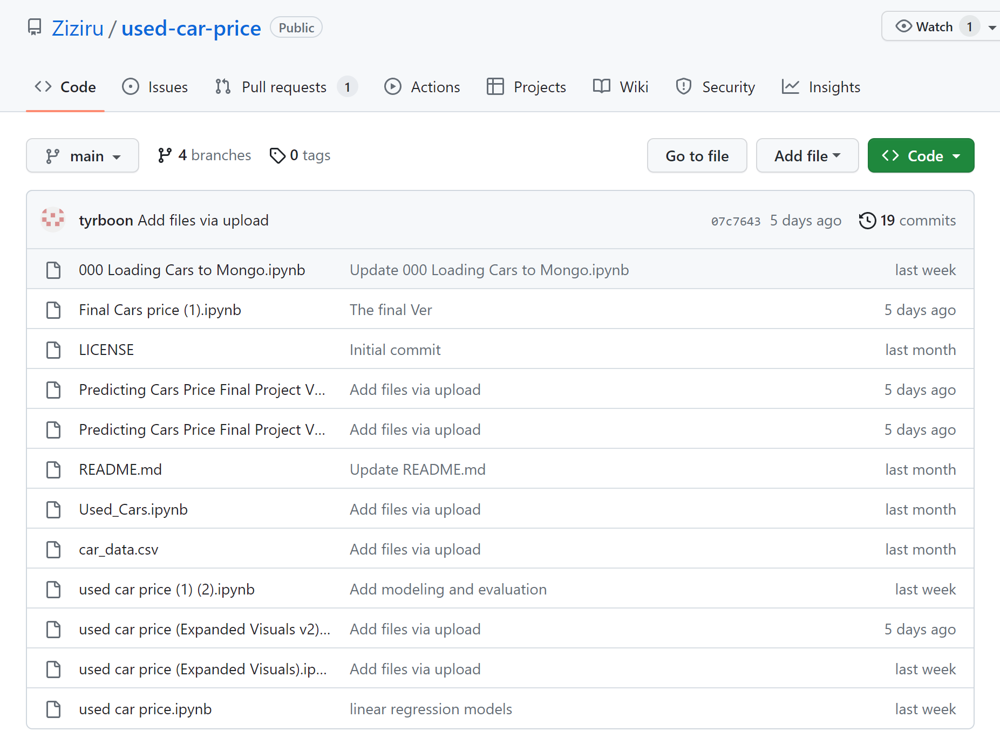 Ziziru / used-car-price Public Watch 1
Code Issues Pull requests 1 Actions Projects Wiki Security Insights
main 4 branches 0 tags Go to file Add file Code
tyrboon Add files via upload 07c7643 5 days ago 19 commits
000 Loading Cars to Mongo.ipynb Update 000 Loading Cars to Mongo.ipynb last week
Final Cars price (1).ipynb The final Ver 5 days ago
LICENSE Initial commit last month
Predicting Cars Price Final Project V... Add files via upload 5 days ago
Predicting Cars Price Final Project V... Add files via upload 5 days ago
README.md Update README.md last month
Used_Cars.ipynb Add files via upload last month
car_data.csv Add files via upload last month
used car price (1) (2).ipynb Add modeling and evaluation last week
used car price (Expanded Visuals v2)... Add files via upload 5 days ago
used car price (Expanded Visuals).ip... Add files via upload last week
used car price.ipynb linear regression models last week